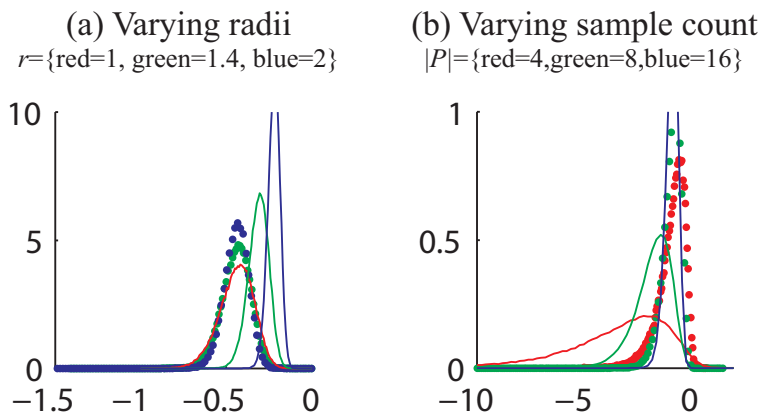 (a) Varying radii
r={red=1, green=1.4, blue=2}
10
5
0
−1.5 −1 −0.5 0
(b) Varying sample count
|P|={red=4,green=8,blue=16}
1
0.5
0
−10 −5 0